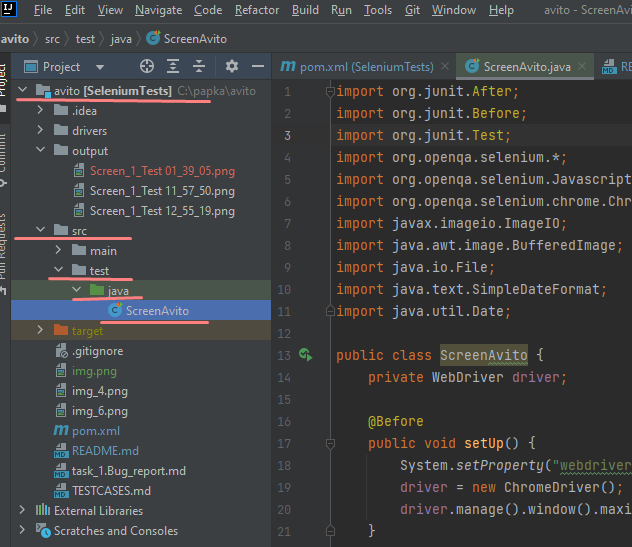 IJ File Edit View Navigate Code Refactor Build Run Tools Git Window Help avito - ScreenAv
avito > src > test > java > ScreenAvito
Project
pom.xml (SeleniumTests) × ScreenAvito.java × RE
Project
Commit
Pull Requests
avito [SeleniumTests] C:\papka\avito
.idea
drivers
output
Screen_1_Test 01_39_05.png
Screen_1_Test 11_57_50.png
Screen_1_Test 12_55_19.png
src
main
test
java
ScreenAvito
target
.gitignore
img.png
img_4.png
img_6.png
pom.xml
README.md
task_1.Bug_report.md
TESTCASES.md
External Libraries
Scratches and Consoles
1 import org.junit.After;
2 import org.junit.Before;
3 import org.junit.Test;
4 import org.openqa.selenium.*;
5 import org.openqa.selenium.Javascript
6 import org.openqa.selenium.chrome.Chr
7 import javax.imageio.ImageIO;
8 import java.awt.image.BufferedImage;
9 import java.io.File;
10 import java.text.SimpleDateFormat;
11 import java.util.Date;
12
13 public class ScreenAvito {
14 private WebDriver driver;
15
16 @Before
17 public void setUp() {
18 System.setProperty("webdriver
19 driver = new ChromeDriver();
20 driver.manage().window().maxi
21 }